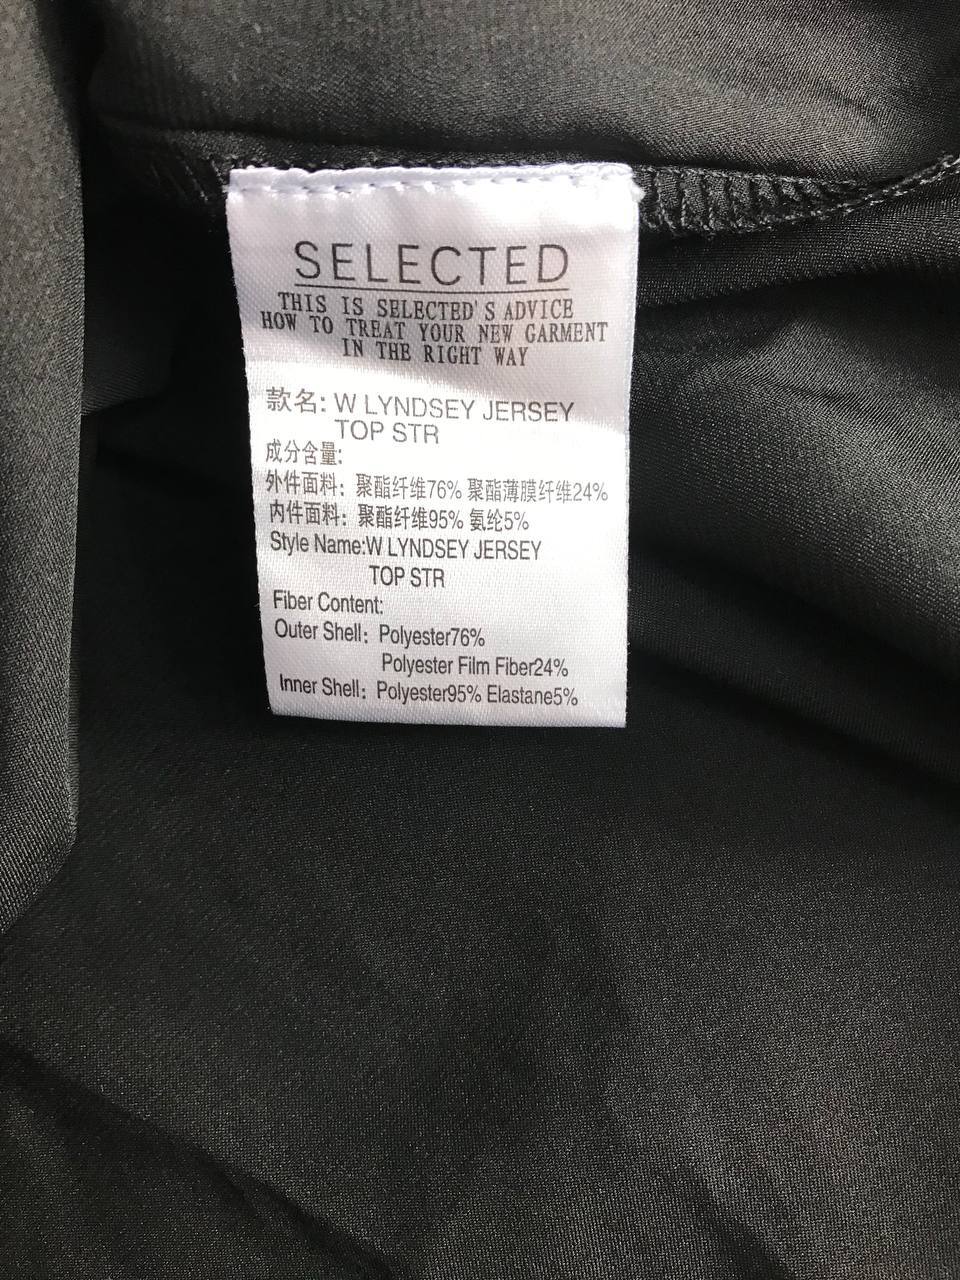 SELECTED
THIS IS SELECTED'S ADVICE
HOW TO TREAT YOUR NEW GARMENT
IN THE RIGHT WAY
款名: W LYNDSEY JERSEY
TOP STR
成分含量:
外件面料: 聚酯纤维76% 聚酯薄膜纤维24%
内件面料: 聚酯纤维95% 氨纶5%
Style Name:W LYNDSEY JERSEY
TOP STR
Fiber Content:
Outer Shell: Polyester76%
Polyester Film Fiber24%
Inner Shell: Polyester95% Elastane5%